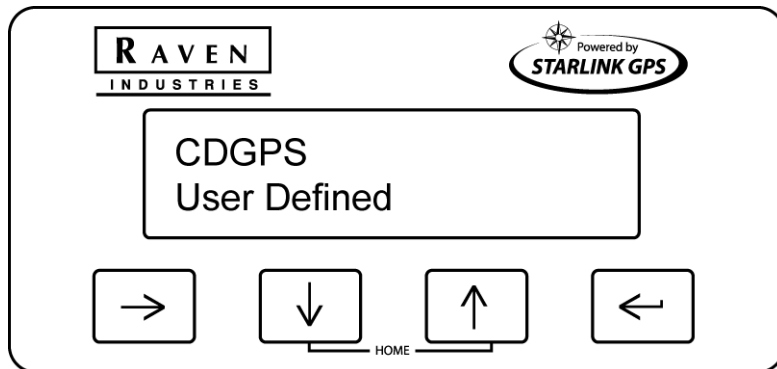 RAVEN
INDUSTRIES
Powered by
STARLINK GPS
CDGPS
User Defined
HOME